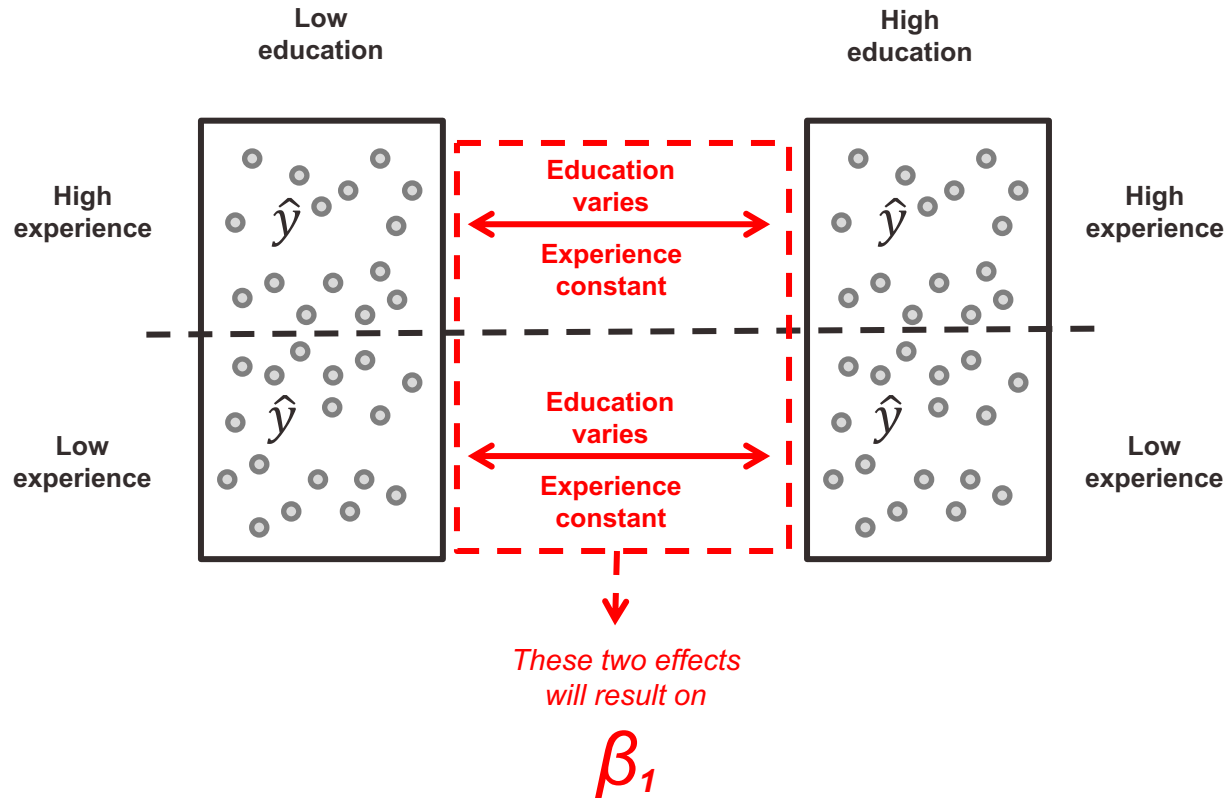 Low
education
High
education
High
experience
Education
varies
Experience
constant
ŷ
ŷ
High
experience
Low
experience
Education
varies
Experience
constant
ŷ
ŷ
Low
experience
These two effects
will result on
β₁